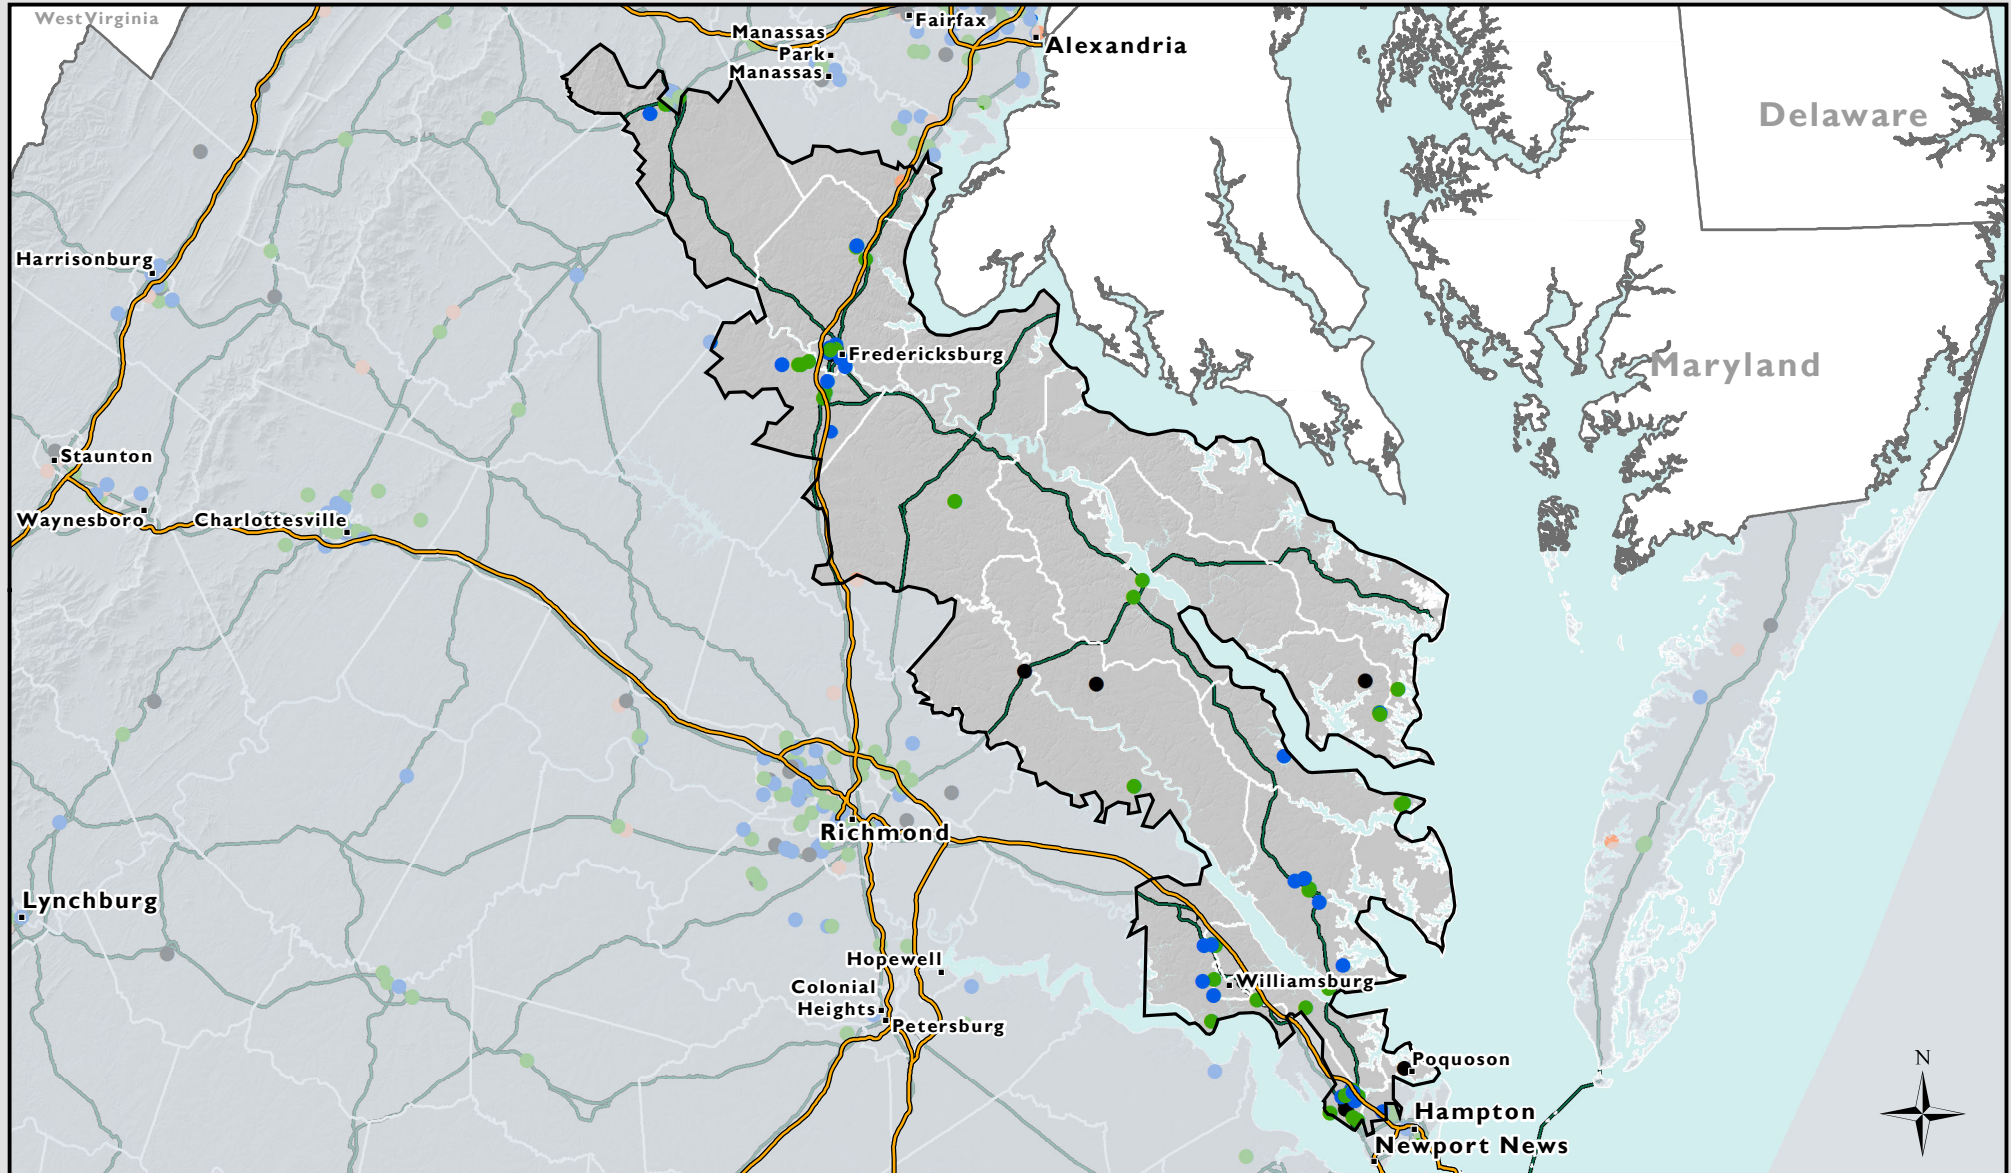 West Virginia
Fairfax
Manassas
Park
Alexandria
Manassas
Delaware
Harrisonburg
Fredericksburg
Maryland
Staunton
Waynesboro
Charlottesville
Richmond
Lynchburg
Hopewell
Colonial
Heights
Williamsburg
Petersburg
Poquoson
N
Hampton
Newport News